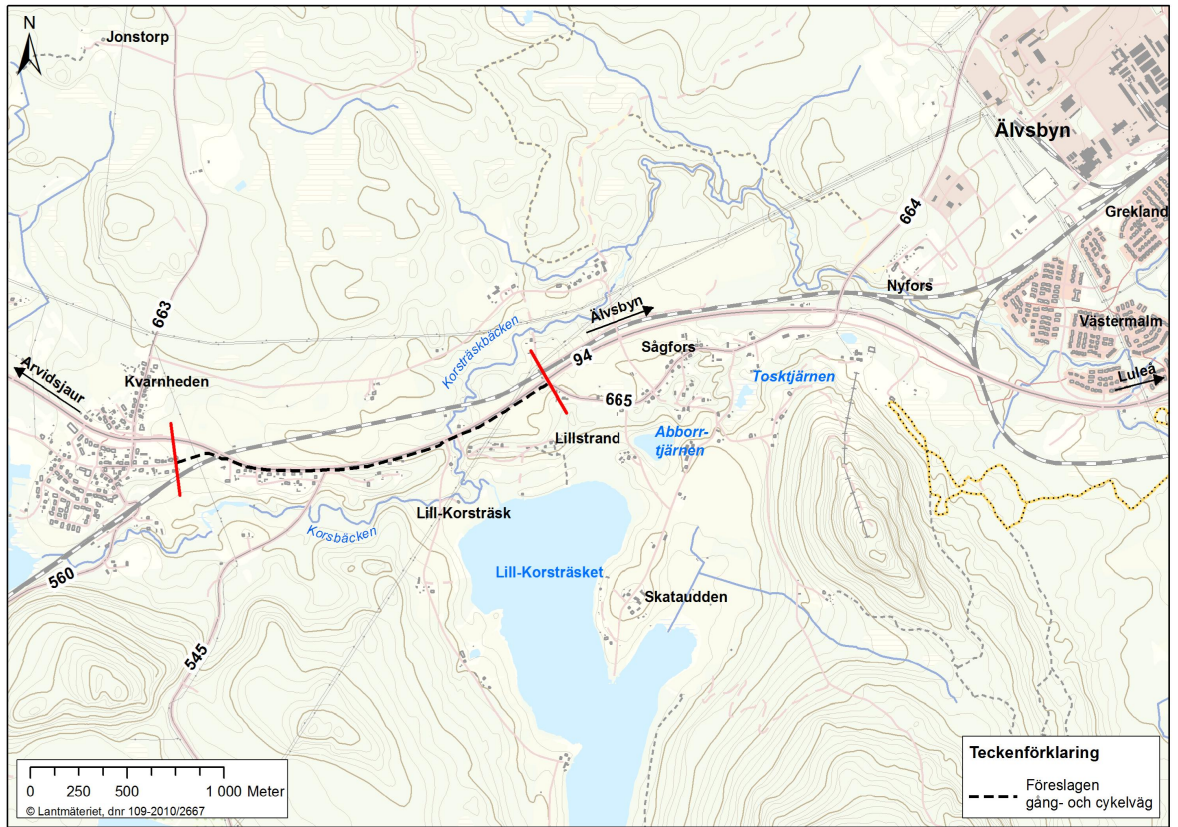 N
Jonstorp
Älvsbyn
664
Grekland
Nyfors
663
Älvsbyn
Västermalm
Korsträskbäcken
94
Sågfors
Luleå
Arvidsjaur
Kvarnheden
Tosktjärnen
665
Lillstrand
Abborr-
tjärnen
Lill-Korsträsk
Korsbäcken
560
Lill-Korsträsket
Skataudden
545
Teckenförklaring
Föreslagen
gång- och cykelväg
0 250 500 1 000 Meter
© Lantmäteriet, dnr 109-2010/2667